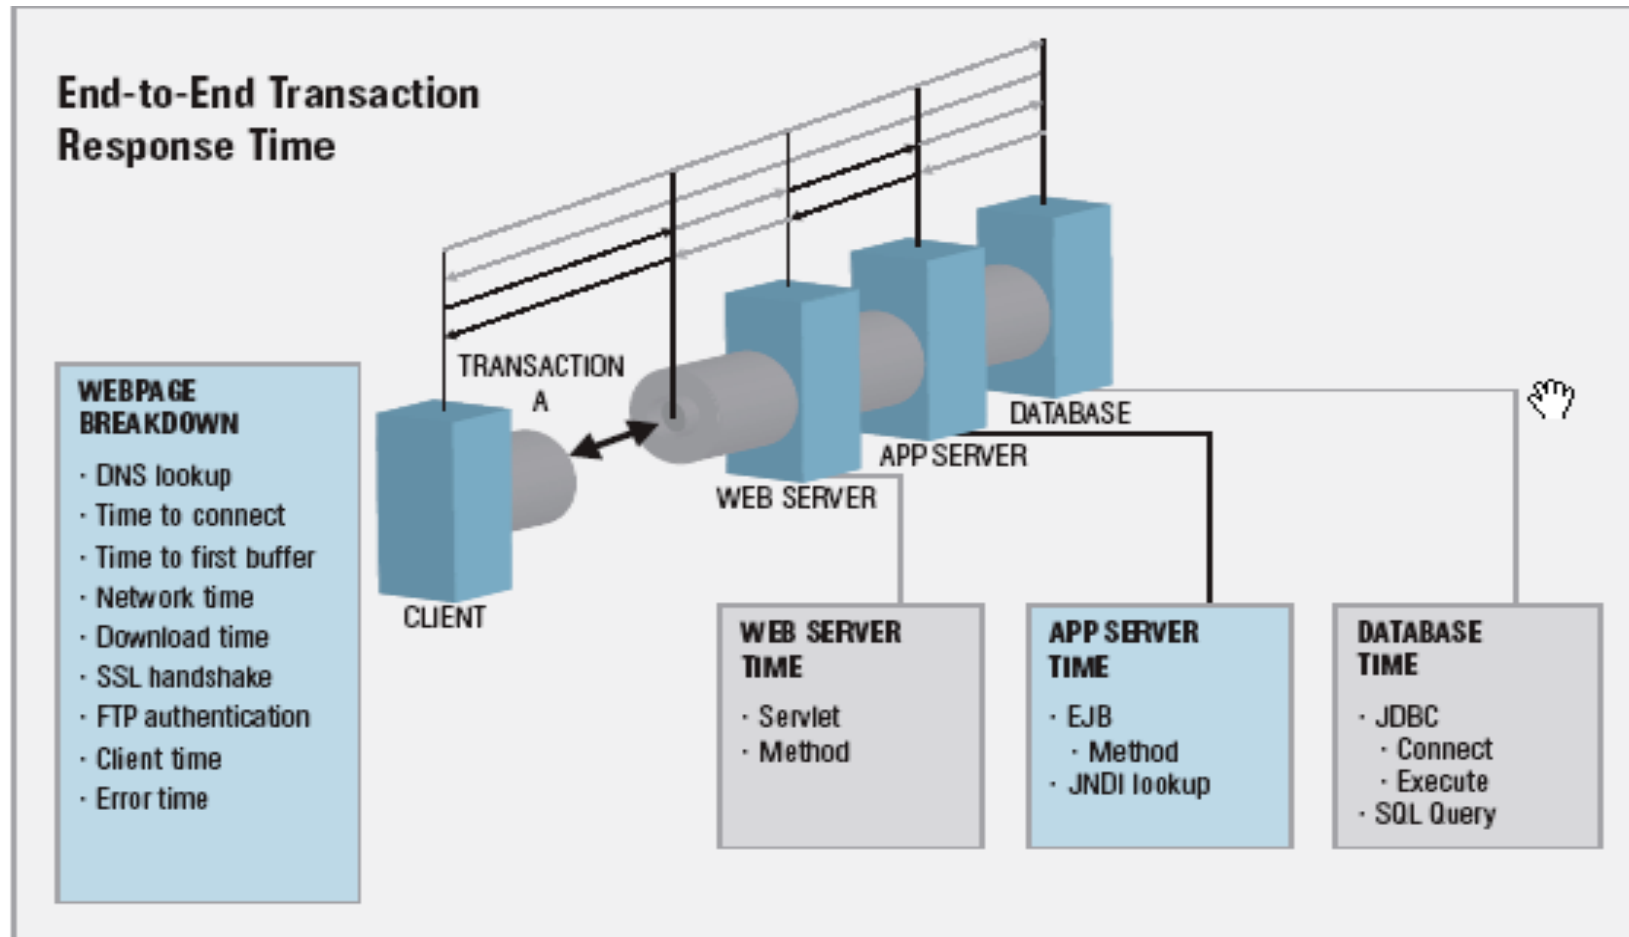 End-to-End Transaction
Response Time
TRANSACTION
A
WEBPAGE
BREAKDOWN
· DNS lookup
· Time to connect
· Time to first buffer
· Network time
· Download time
· SSL handshake
· FTP authentication
· Client time
· Error time
CLIENT
WEB SERVER
APP SERVER
DATABASE
WEB SERVER
TIME
· Servlet
· Method
APP SERVER
TIME
· EJB
· Method
· JNDI lookup
DATABASE
TIME
· JDBC
· Connect
· Execute
· SQL Query